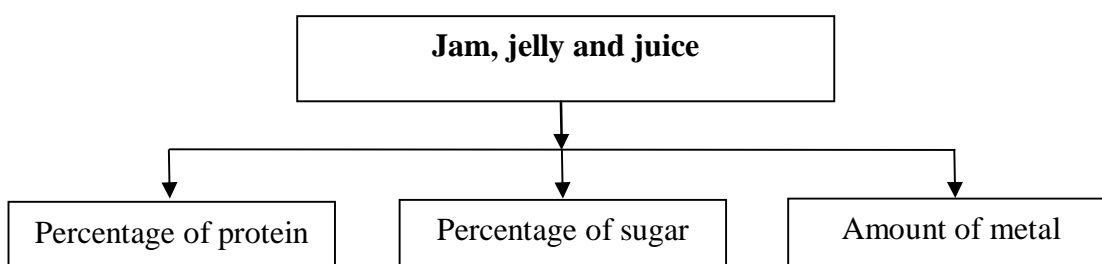 Jam, jelly and juice
Percentage of protein
Percentage of sugar
Amount of metal